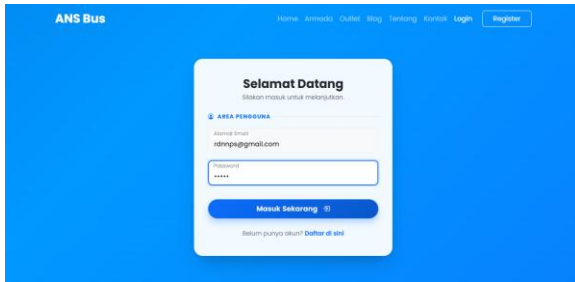 ANS Bus
Home Armada Outlet Blog Tentang Kontak Login Register
Selamat Datang
Silakan masuk untuk melanjutkan.
AREA PENGGUNA
Alamat Email
rdnnps@gmail.com
Password
•••••
Masuk Sekarang
Belum punya akun? Daftar di sini